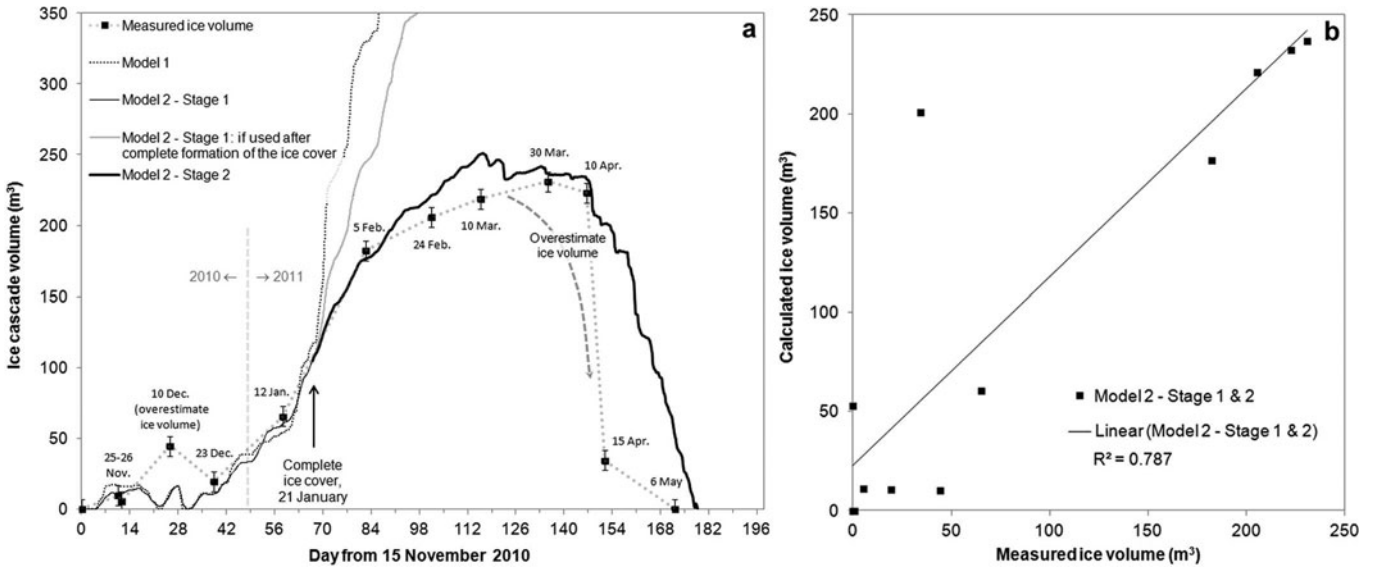 a
Ice cascade volume (m³)
350
300
250
200
150
100
50
0
Measured ice volume
Model 1
Model 2 - Stage 1
Model 2 - Stage 1: if used after
complete formation of the ice cover
Model 2 - Stage 2
2010 ← → 2011
25-26
Nov.
10 Dec.
(overestimate
ice volume)
23 Dec.
12 Jan.
Complete
ice cover,
21 January
5 Feb.
24 Feb.
10 Mar.
30 Mar.
10 Apr.
Overestimate
ice volume
15 Apr.
6 May
0 14 28 42 56 70 84 98 112 126 140 154 168 182 196
Day from 15 November 2010
b
Calculated ice volume (m³)
250
200
150
100
50
0
Model 2 - Stage 1 & 2
Linear (Model 2 - Stage 1 & 2)
R² = 0.787
0 50 100 150 200 250
Measured ice volume (m³)